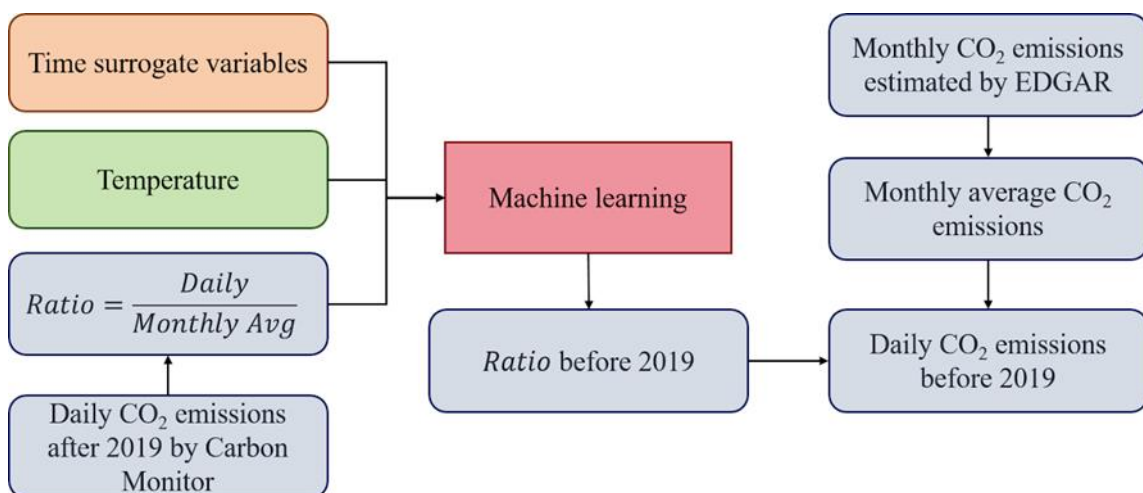 Time surrogate variables
Temperature
Ratio = Daily / Monthly Avg
Daily CO₂ emissions
after 2019 by Carbon
Monitor
Machine learning
Ratio before 2019
Monthly CO₂ emissions
estimated by EDGAR
Monthly average CO₂
emissions
Daily CO₂ emissions
before 2019